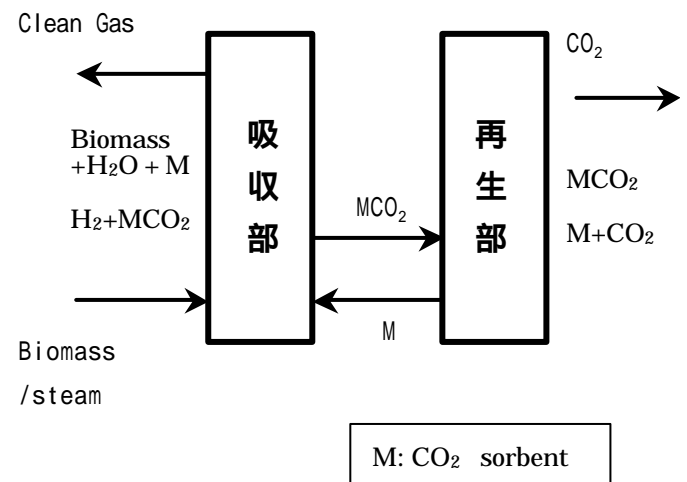 Clean Gas
CO₂
Biomass
+H₂O + M
H₂+MCO₂
吸
収
部
MCO₂
M
再
生
部
MCO₂
M+CO₂
Biomass
/steam
M: CO₂ sorbent